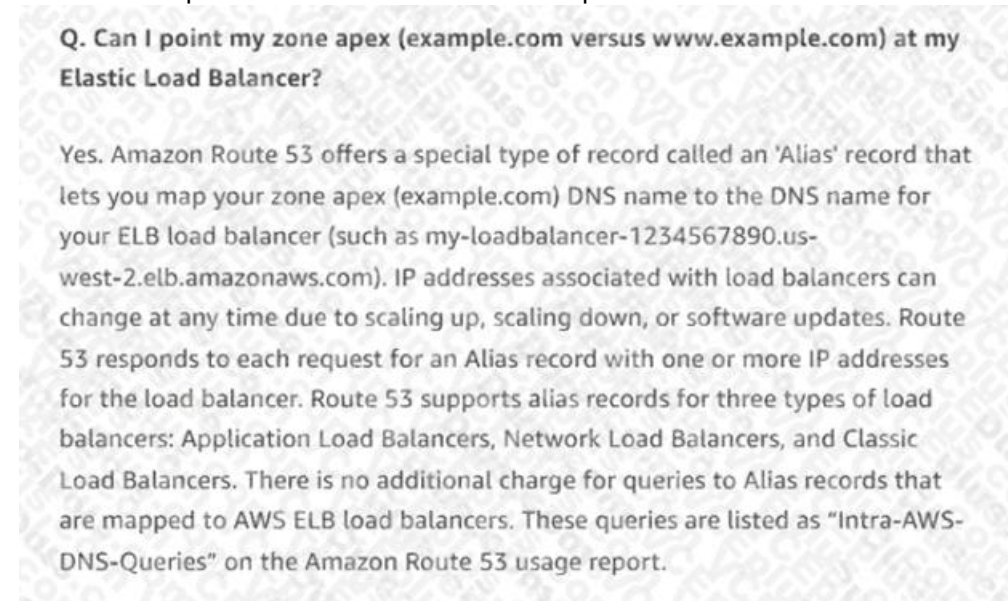 Q. Can I point my zone apex (example.com versus www.example.com) at my
Elastic Load Balancer?
Yes. Amazon Route 53 offers a special type of record called an 'Alias' record that
lets you map your zone apex (example.com) DNS name to the DNS name for
your ELB load balancer (such as my-loadbalancer-1234567890.us-
west-2.elb.amazonaws.com). IP addresses associated with load balancers can
change at any time due to scaling up, scaling down, or software updates. Route
53 responds to each request for an Alias record with one or more IP addresses
for the load balancer. Route 53 supports alias records for three types of load
balancers: Application Load Balancers, Network Load Balancers, and Classic
Load Balancers. There is no additional charge for queries to Alias records that
are mapped to AWS ELB load balancers. These queries are listed as “Intra-AWS-
DNS-Queries” on the Amazon Route 53 usage report.